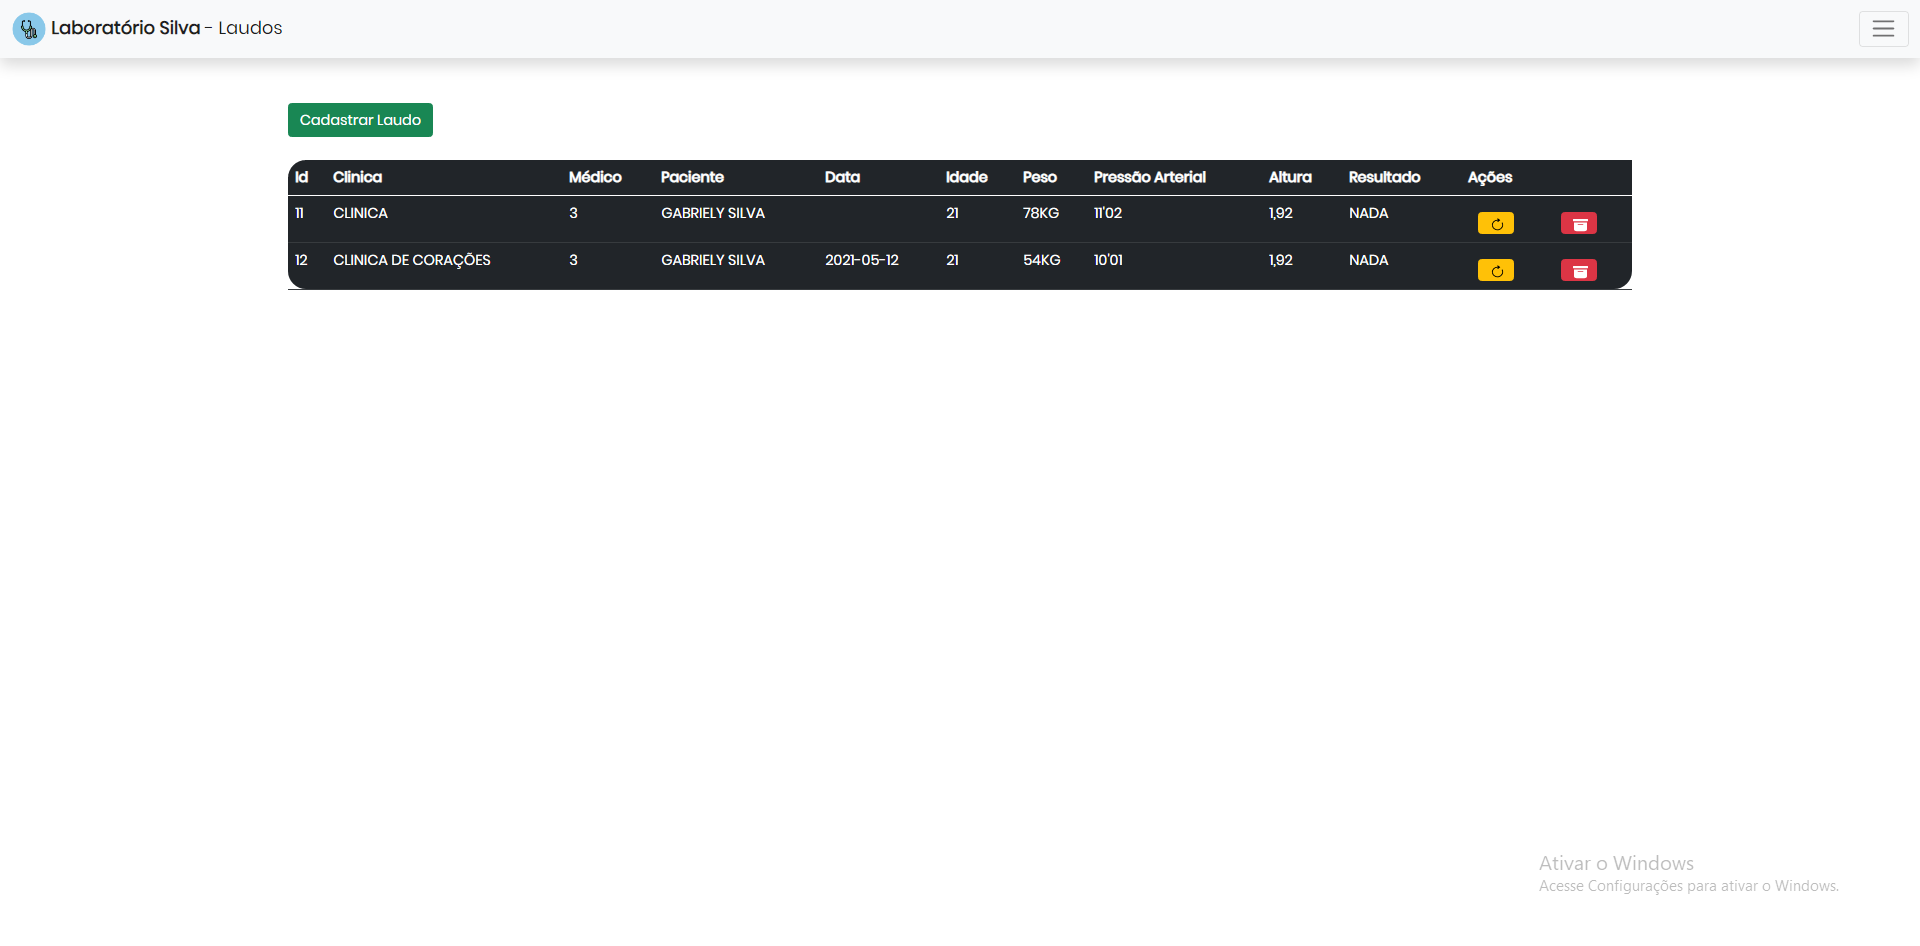 Laboratório Silva - Laudos
Cadastrar Laudo
Id Clinica Médico Paciente Data Idade Peso Pressão Arterial Altura Resultado Ações
11 CLINICA 3 GABRIELY SILVA 21 78KG 11'02 1,92 NADA
12 CLINICA DE CORAÇÕES 3 GABRIELY SILVA 2021-05-12 21 54KG 10'01 1,92 NADA
Ativar o Windows
Acesse Configurações para ativar o Windows.